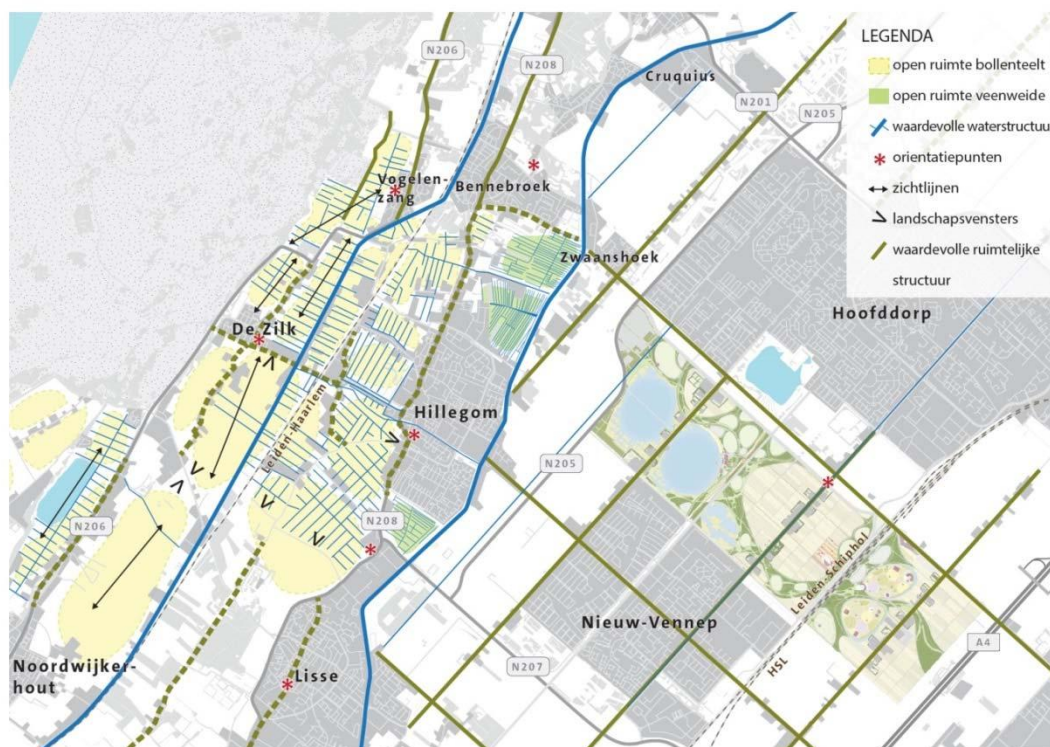 LEGENDA
open ruimte bollenteelt
open ruimte veenweide
waardevolle waterstructuu
orientatiepunten
zichtlijnen
landschapsvensters
waardevolle ruimtelijke
structuur
N206
N208
Cruquius
N201
N205
Vogelen-
zang
Bennebroek
Zwaanshoek
Hoofddorp
De Zilk
Leiden-Haarlem
Hillegom
N205
N206
N208
Leiden-Schiphol
Nieuw-Vennep
HSL
A4
N207
Noordwijker-
hout
Lisse